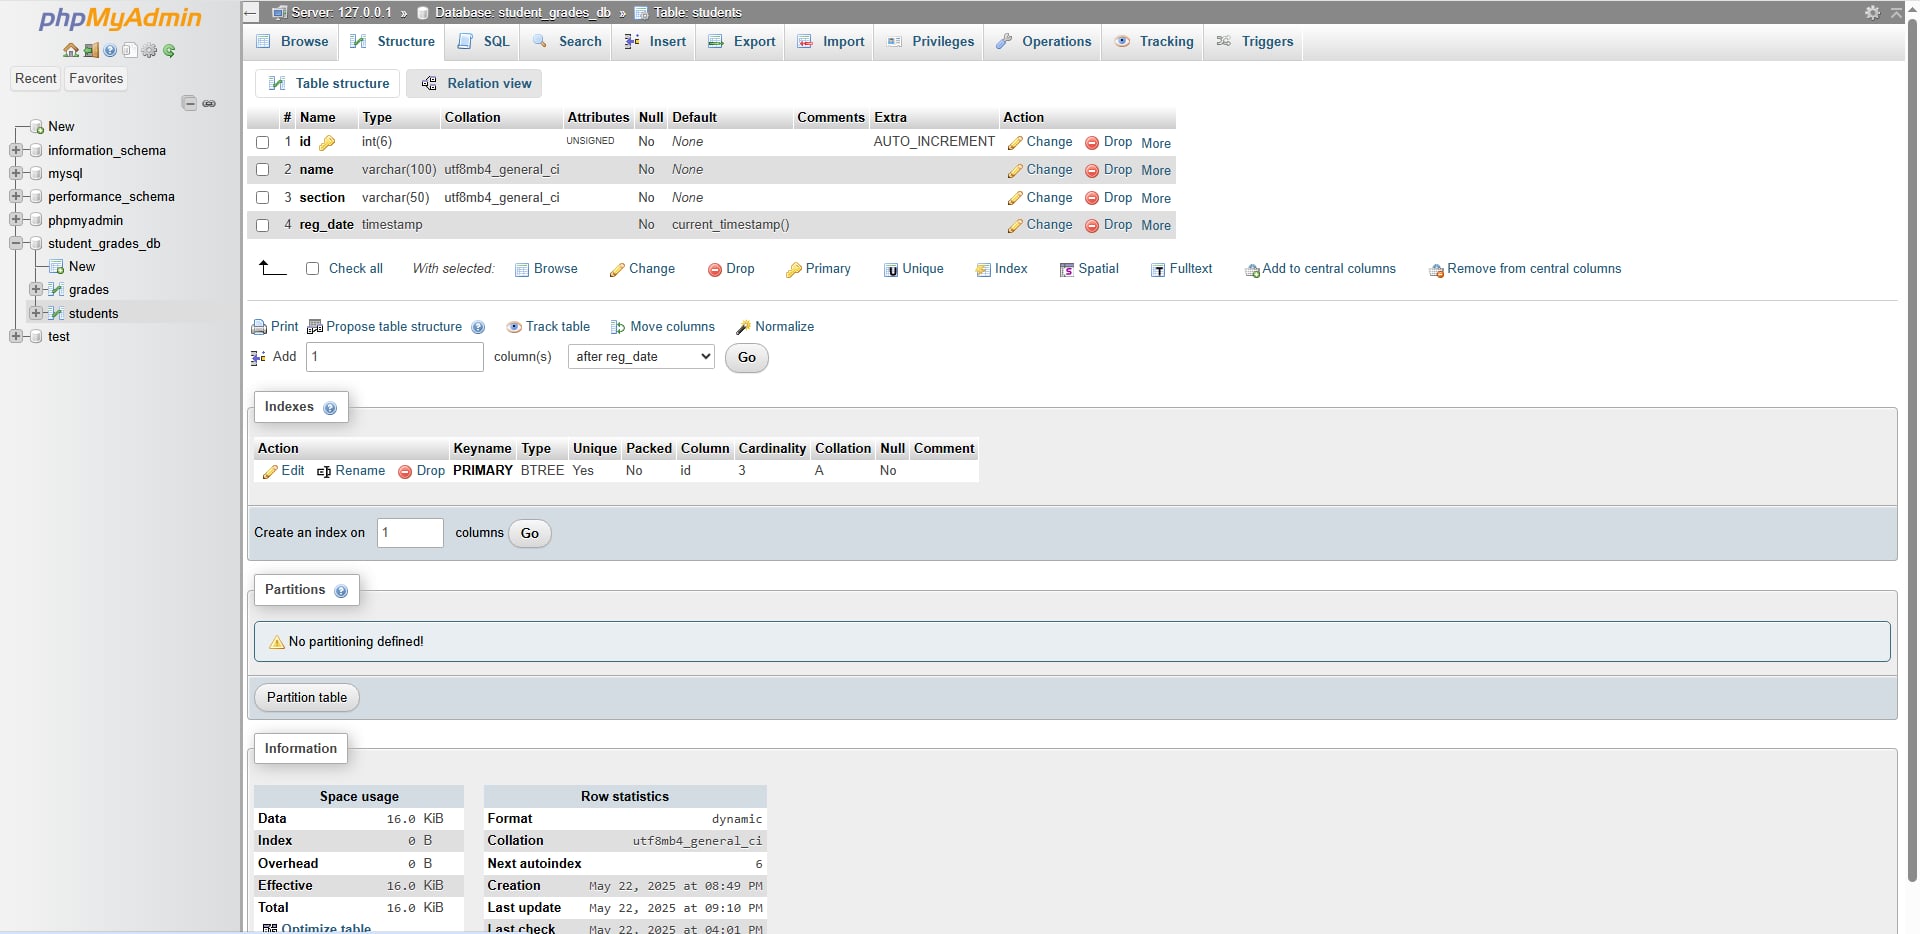 phpMyAdmin
Recent Favorites
New
information_schema
mysql
performance_schema
phpmyadmin
student_grades_db
New
grades
students
test
Server: 127.0.0.1 » Database: student_grades_db » Table: students
Browse Structure SQL Search Insert Export Import Privileges Operations Tracking Triggers
Table structure Relation view
# Name Type Collation Attributes Null Default Comments Extra Action
1 id int(6) UNSIGNED No None AUTO_INCREMENT Change Drop More
2 name varchar(100) utf8mb4_general_ci No None Change Drop More
3 section varchar(50) utf8mb4_general_ci No None Change Drop More
4 reg_date timestamp No current_timestamp() Change Drop More
Check all With selected: Browse Change Drop Primary Unique Index Spatial Fulltext Add to central columns Remove from central columns
Print Propose table structure Track table Move columns Normalize
Add 1 column(s) after reg_date Go
Indexes
Action Keyname Type Unique Packed Column Cardinality Collation Null Comment
Edit Rename Drop PRIMARY BTREE Yes No id 3 A No
Create an index on 1 columns Go
Partitions
No partitioning defined!
Partition table
Information
Space usage
Data 16.0 KiB
Index 0 B
Overhead 0 B
Effective 16.0 KiB
Total 16.0 KiB
Optimize table
Row statistics
Format dynamic
Collation utf8mb4_general_ci
Next autoindex 6
Creation May 22, 2025 at 08:49 PM
Last update May 22, 2025 at 09:10 PM
Last check May 22, 2025 at 04:01 PM